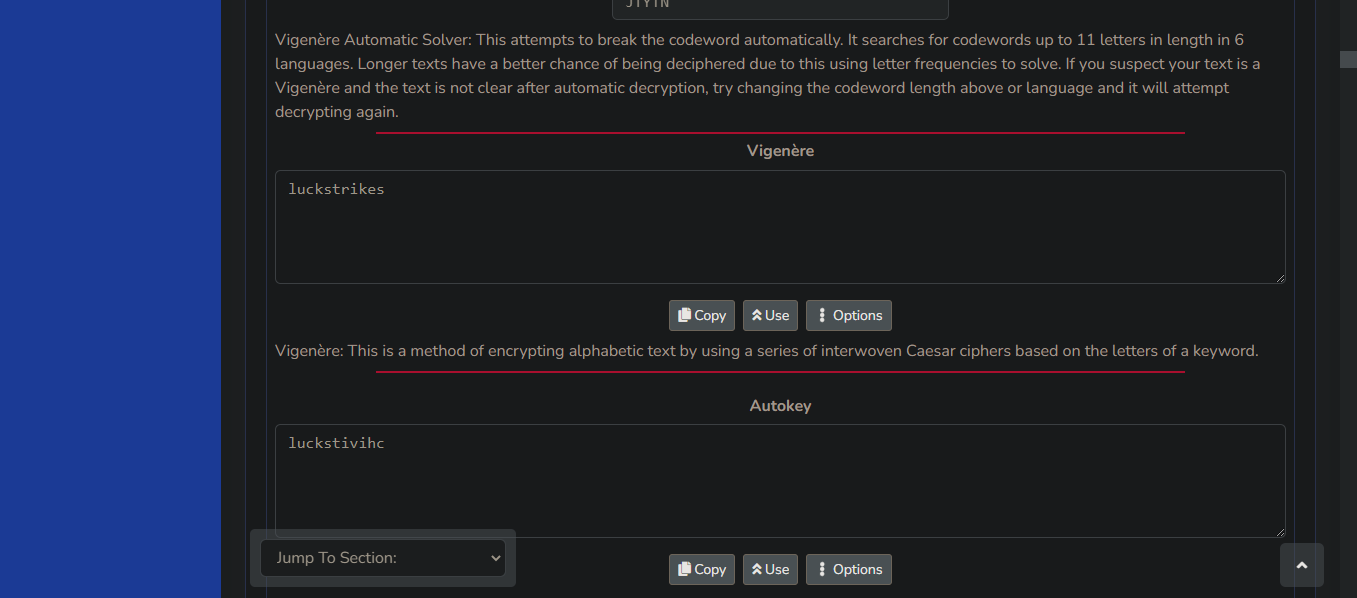 Vigenère Automatic Solver: This attempts to break the codeword automatically. It searches for codewords up to 11 letters in length in 6
languages. Longer texts have a better chance of being deciphered due to this using letter frequencies to solve. If you suspect your text is a
Vigenère and the text is not clear after automatic decryption, try changing the codeword length above or language and it will attempt
decrypting again.
Vigenère
luckstrikes
Copy Use Options
Vigenère: This is a method of encrypting alphabetic text by using a series of interwoven Caesar ciphers based on the letters of a keyword.
Autokey
luckstivihc
Jump To Section:
Copy Use Options